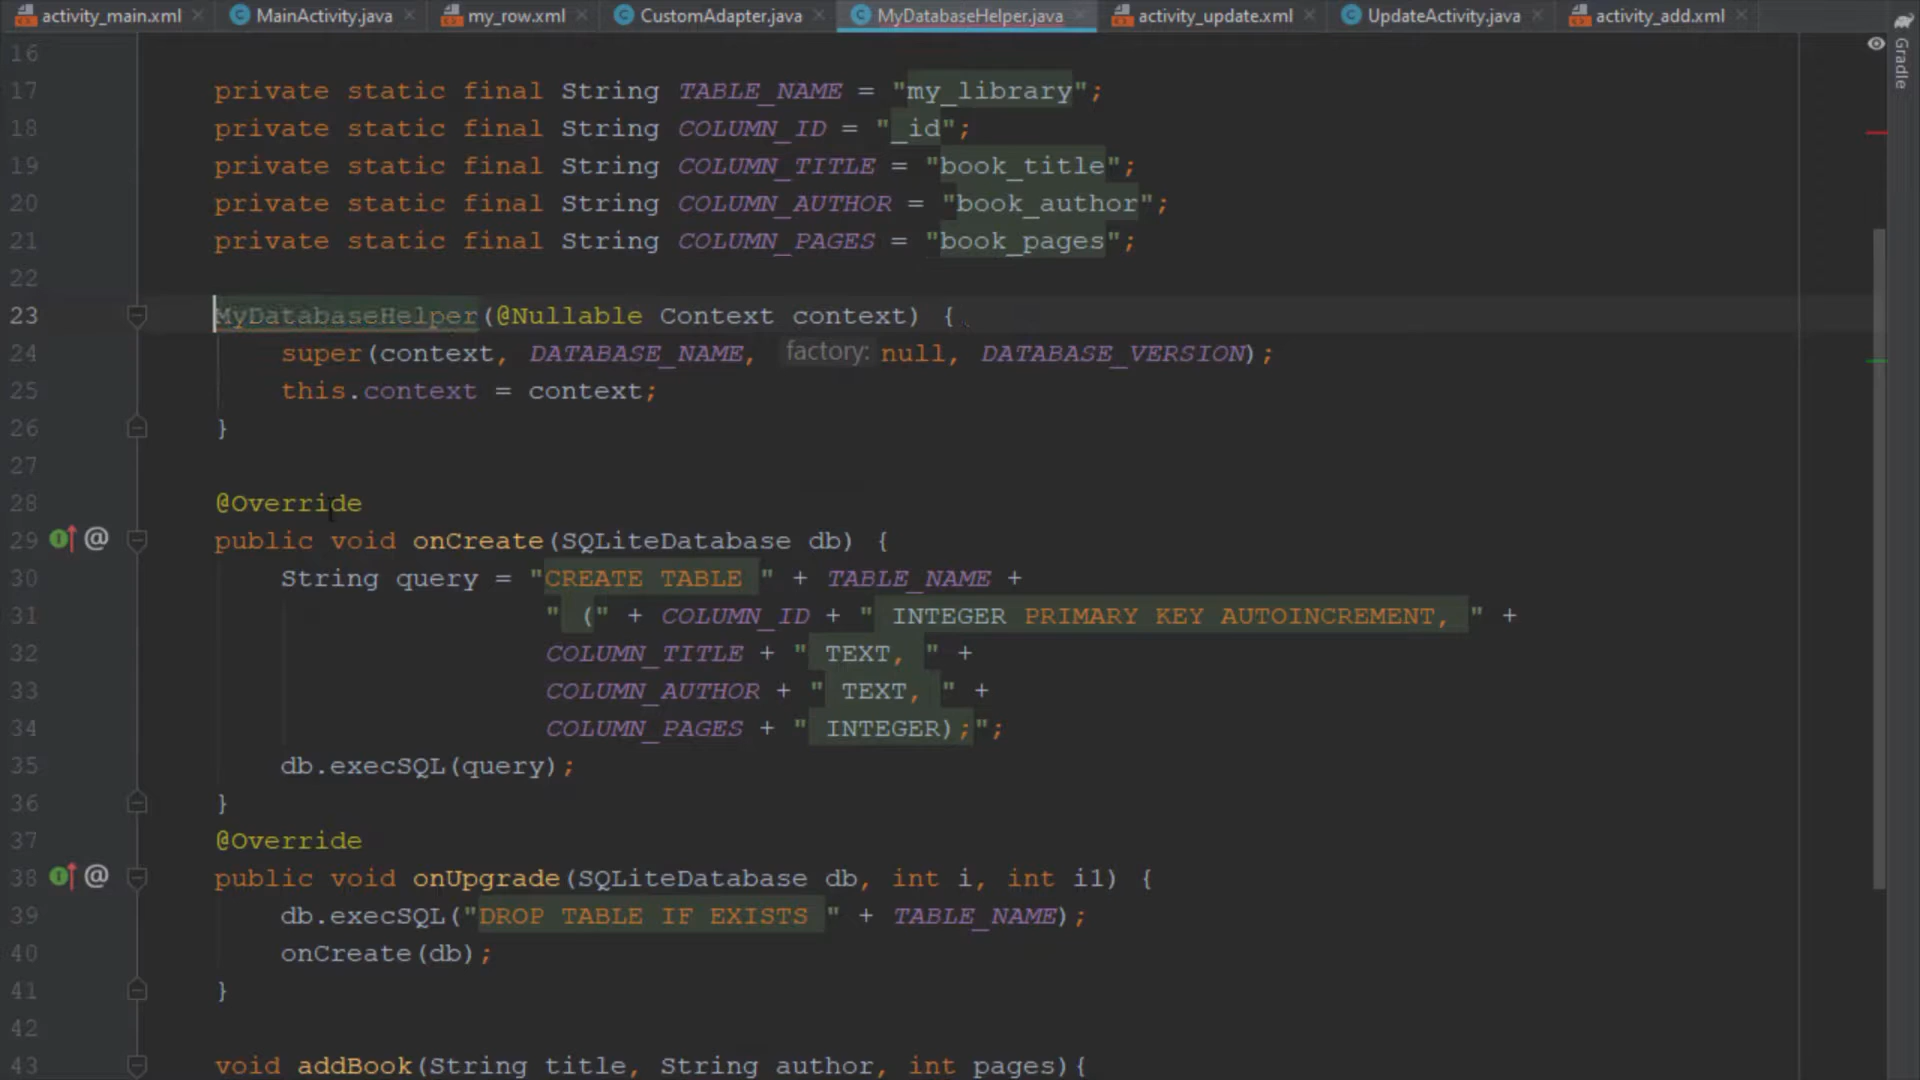 activity_main.xml MainActivity.java my_row.xml CustomAdapter.java MyDatabaseHelper.java activity_update.xml UpdateActivity.java activity_add.xml
Gradle
16
17 private static final String TABLE_NAME = "my_library";
18 private static final String COLUMN_ID = "_id";
19 private static final String COLUMN_TITLE = "book_title";
20 private static final String COLUMN_AUTHOR = "book_author";
21 private static final String COLUMN_PAGES = "book_pages";
22
23 MyDatabaseHelper(@Nullable Context context) {
24 super(context, DATABASE_NAME, factory: null, DATABASE_VERSION);
25 this.context = context;
26 }
27
28 @Override
29 @ public void onCreate(SQLiteDatabase db) {
30 String query = "CREATE TABLE " + TABLE_NAME +
31 " (" + COLUMN_ID + " INTEGER PRIMARY KEY AUTOINCREMENT, " +
32 COLUMN_TITLE + " TEXT, " +
33 COLUMN_AUTHOR + " TEXT, " +
34 COLUMN_PAGES + " INTEGER);";
35 db.execSQL(query);
36 }
37 @Override
38 @ public void onUpgrade(SQLiteDatabase db, int i, int i1) {
39 db.execSQL("DROP TABLE IF EXISTS " + TABLE_NAME);
40 onCreate(db);
41 }
42
43 void addBook(String title, String author, int pages){